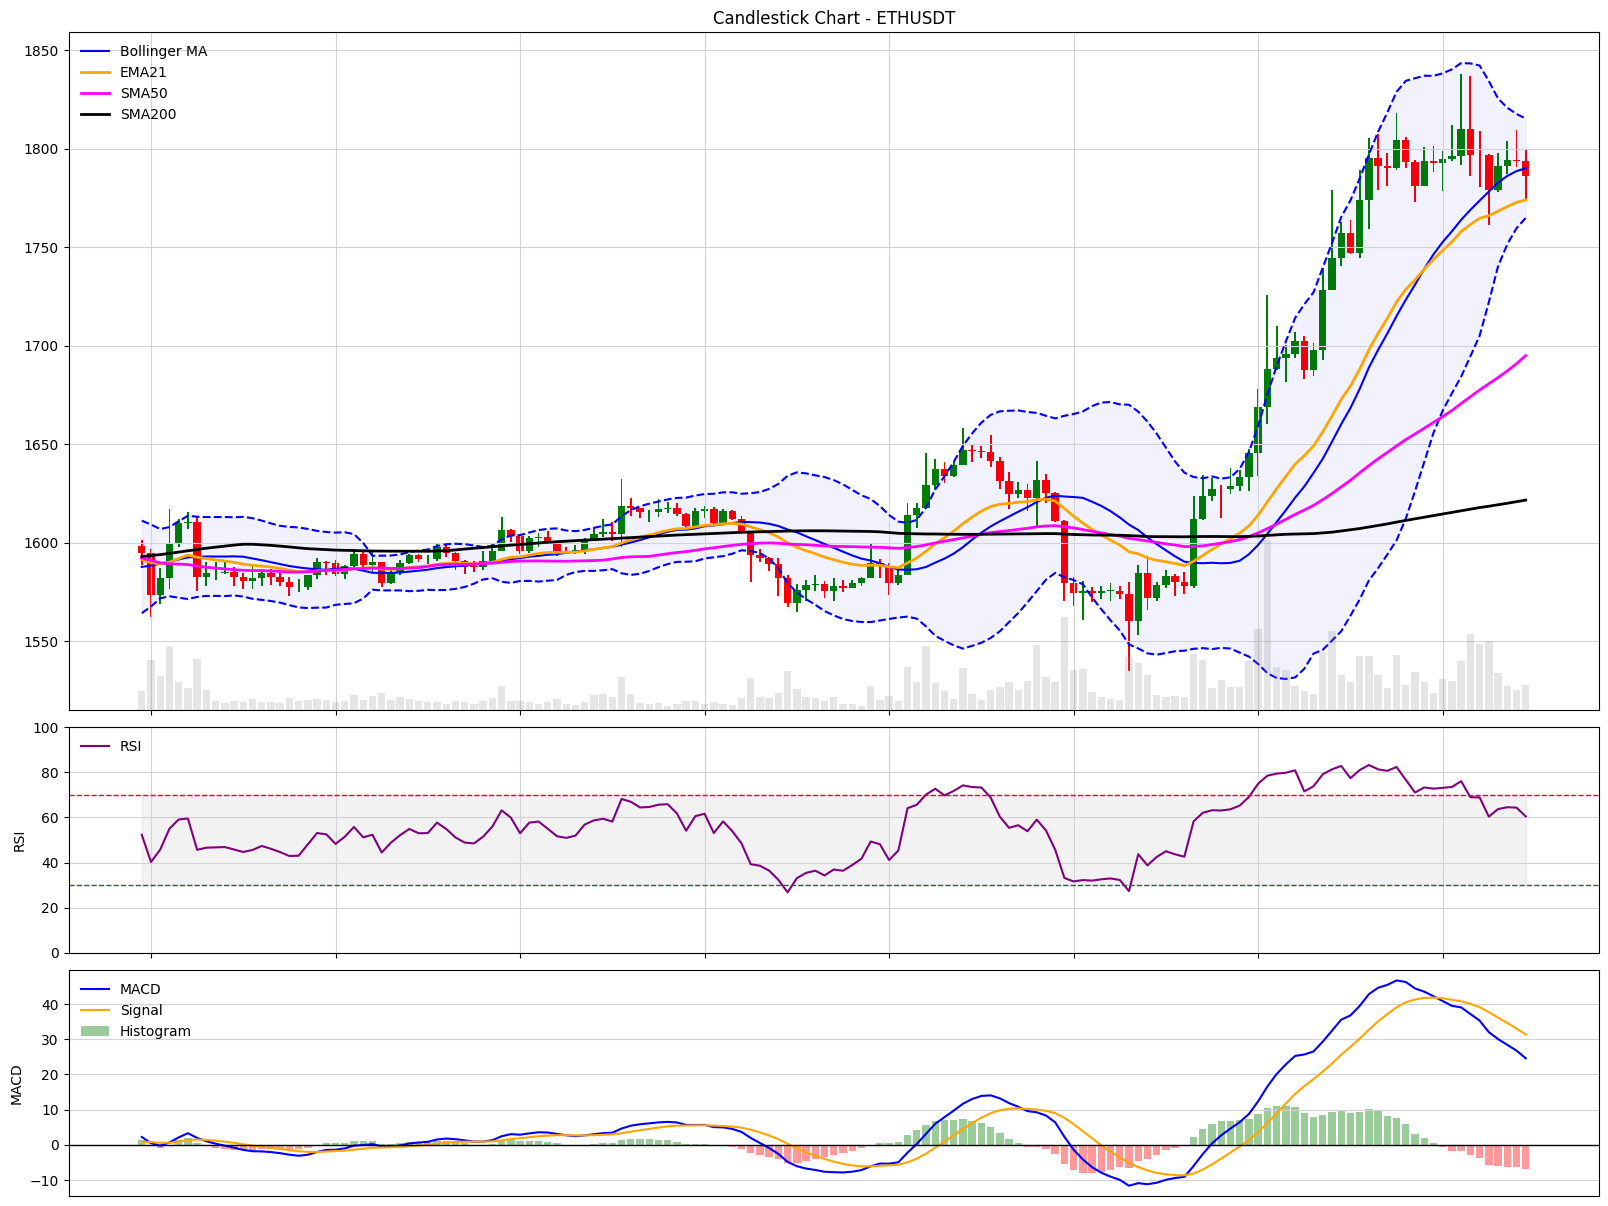 Candlestick Chart - ETHUSDT
Bollinger MA
EMA21
SMA50
SMA200
1850
1800
1750
1700
1650
1600
1550
RSI
100
80
60
40
20
0
RSI
MACD
Signal
Histogram
40
30
20
10
0
−10
MACD